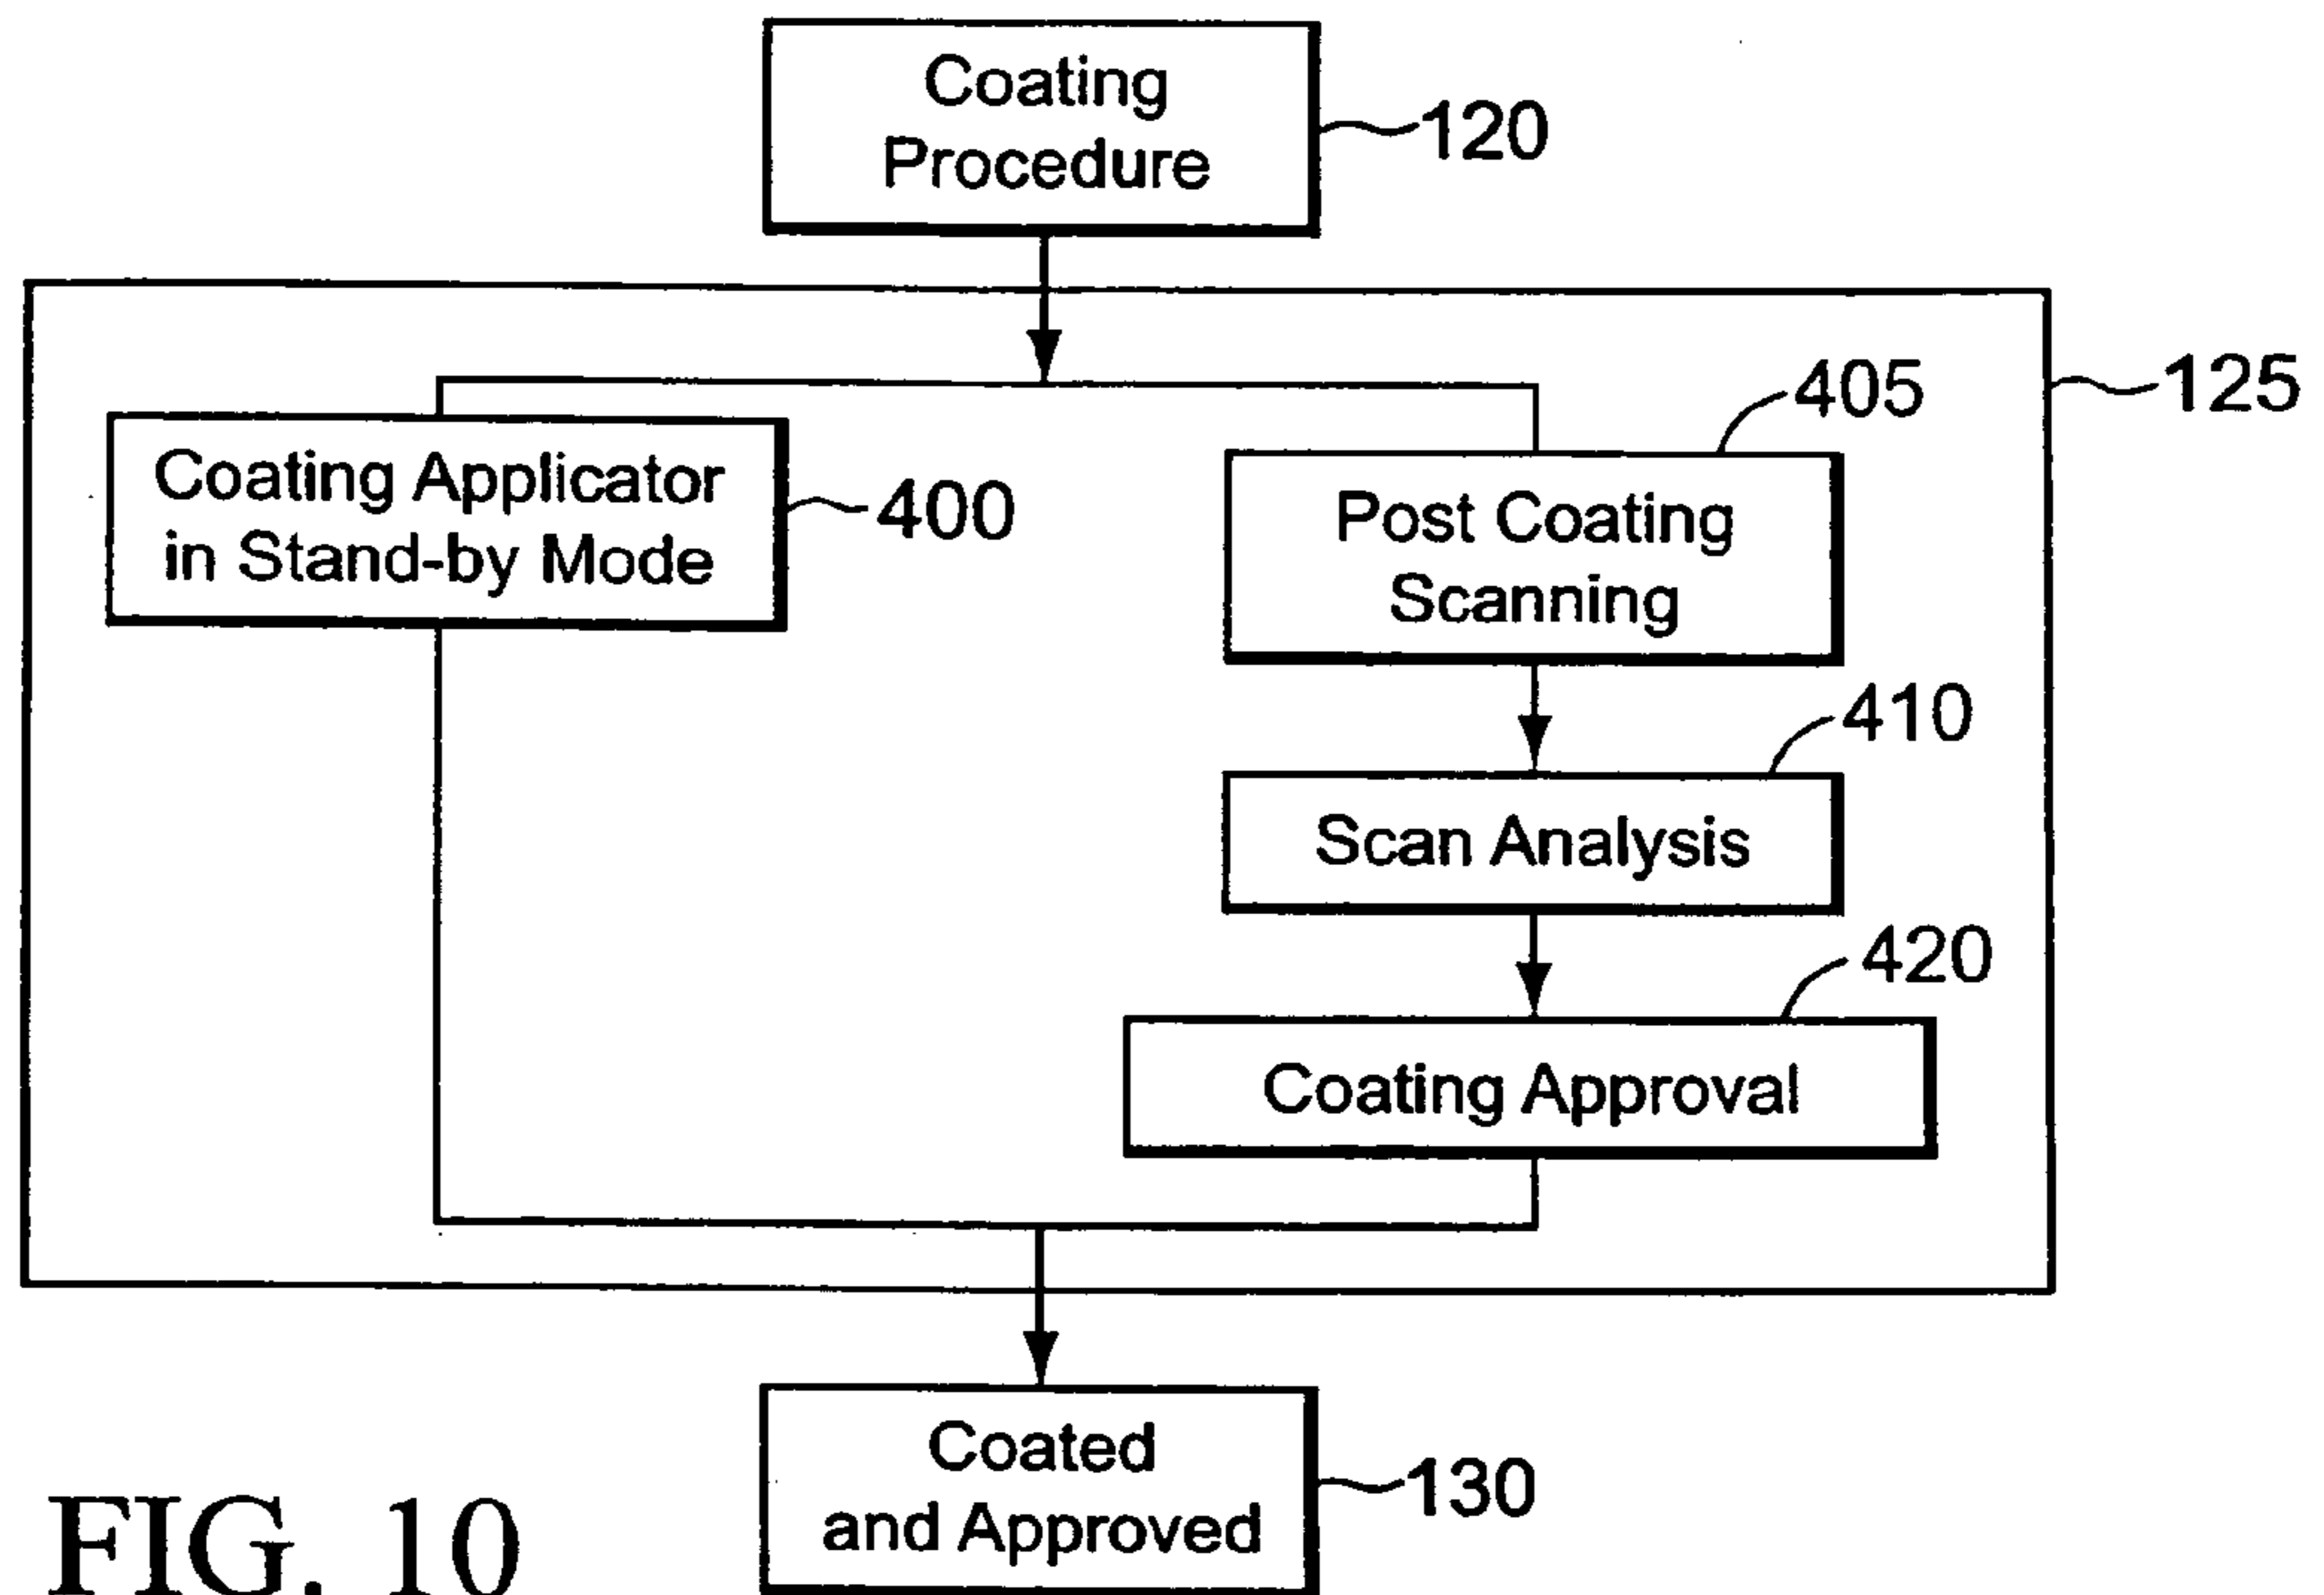 Coating
Procedure
120
125
405
Coating Applicator
in Stand-by Mode
400
Post Coating
Scanning
410
Scan Analysis
420
Coating Approval
Coated
and Approved
130
FIG. 10